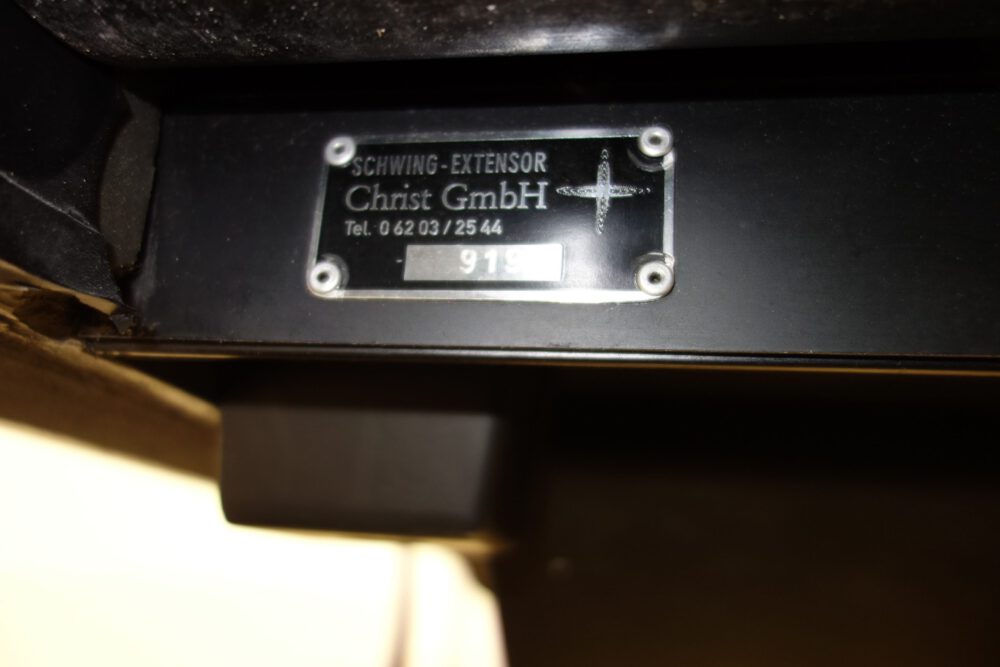 SCHWING-EXTENSOR
Christ GmbH
Tel. 0 62 03 / 25 44
919